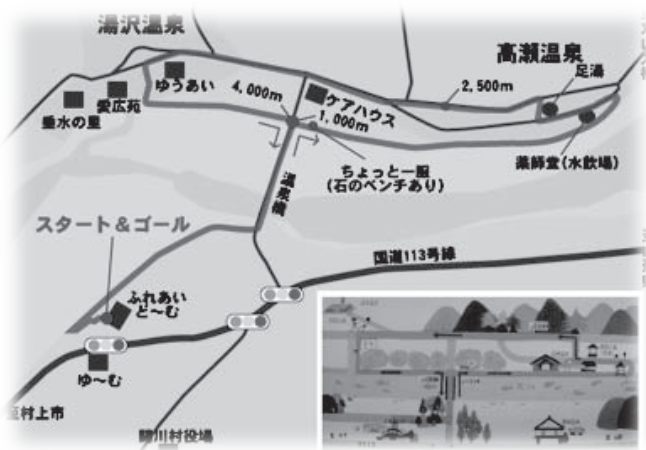 湯沢温泉
高瀬温泉
足湯
ゆうあい
4,000m
2,500m
愛広苑
ケアハウス
垂水の里
1,000m
薬師堂(水飲場)
ちょっと一服
(石のベンチあり)
温泉橋
スタート&ゴール
国道113号線
ふれあい
ど〜む
ゆ〜む
至村上市
関川村役場